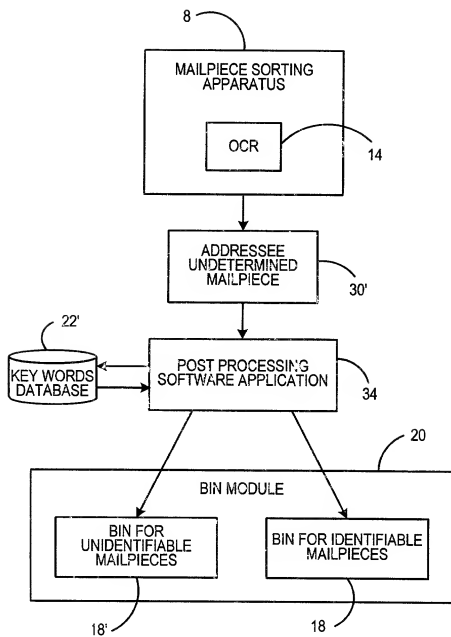 8
MAILPIECE SORTING
APPARATUS
OCR
14
ADDRESSEE
UNDETERMINED
MAILPIECE
30'
22'
KEY WORDS
DATABASE
POST PROCESSING
SOFTWARE APPLICATION
34
20
BIN MODULE
BIN FOR
UNIDENTIFIABLE
MAILPIECES
BIN FOR IDENTIFIABLE
MAILPIECES
18'
18